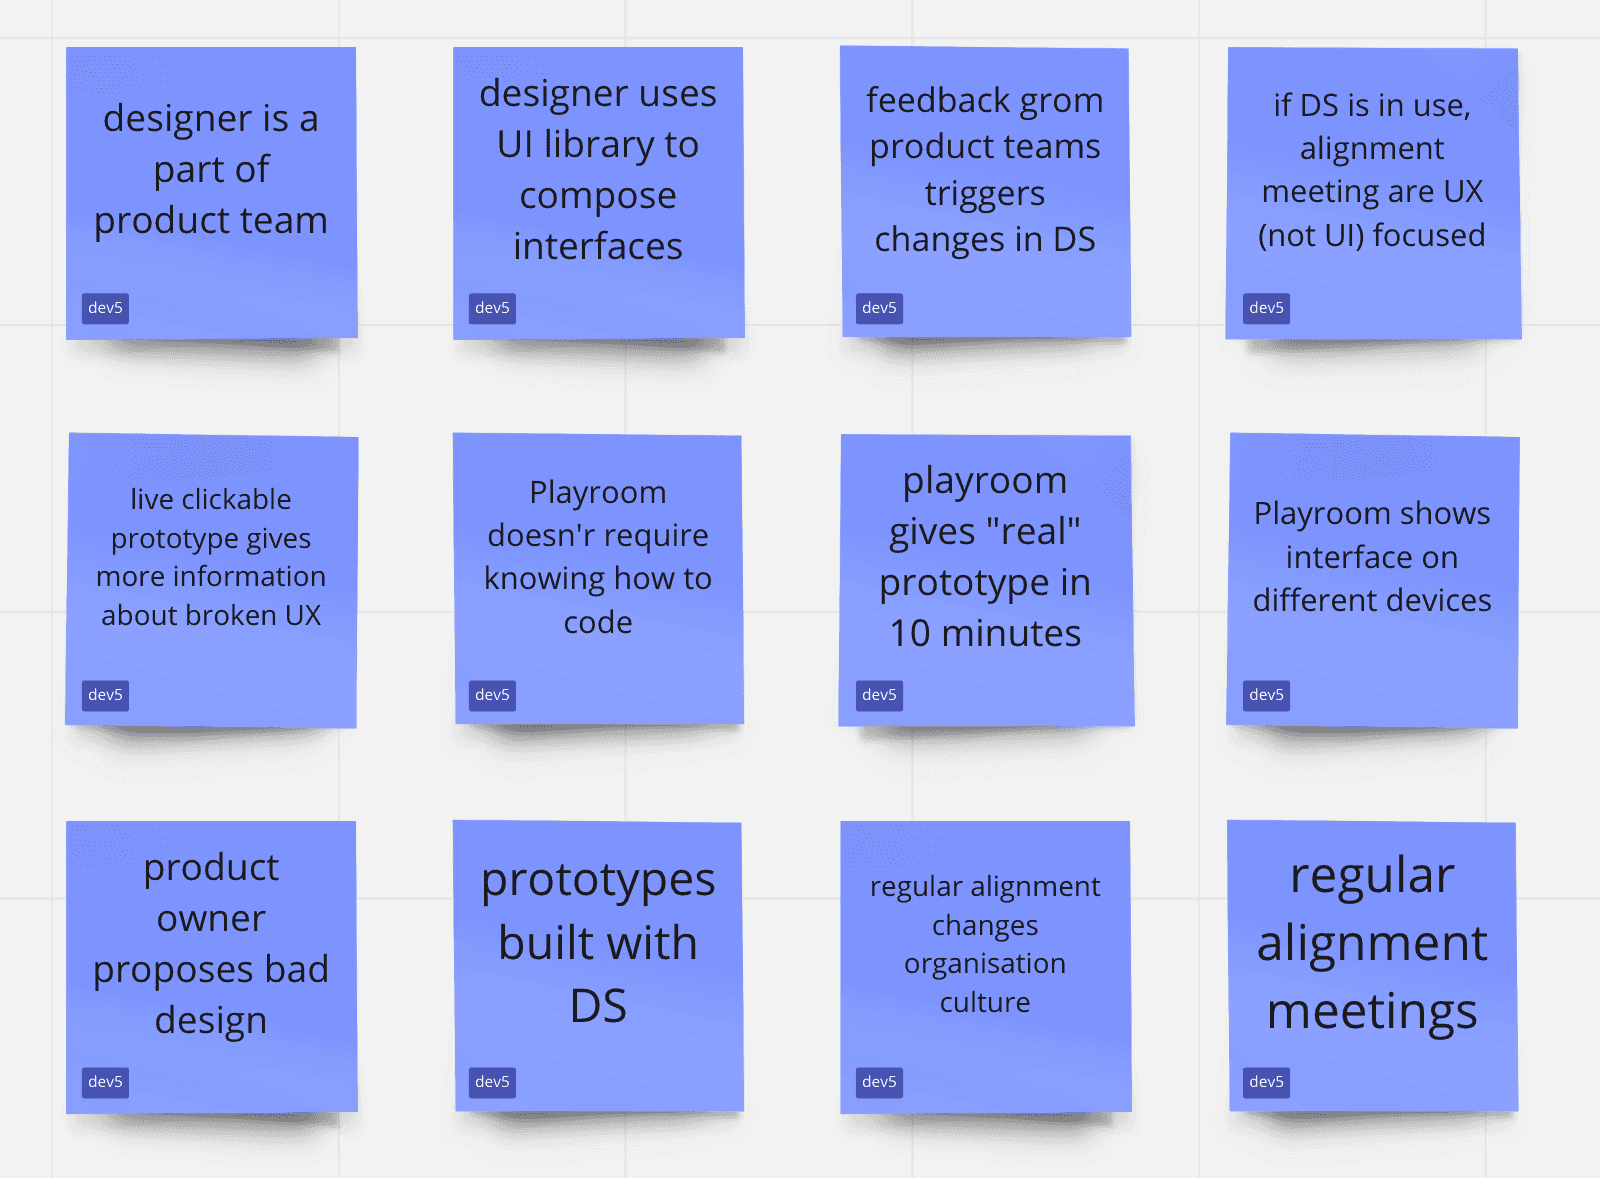 designer is a
part of
product team
dev5
designer uses
UI library to
compose
interfaces
dev5
feedback grom
product teams
triggers
changes in DS
dev5
if DS is in use,
alignment
meeting are UX
(not UI) focused
dev5
live clickable
prototype gives
more information
about broken UX
dev5
Playroom
doesn'r require
knowing how to
code
dev5
playroom
gives "real"
prototype in
10 minutes
dev5
Playroom shows
interface on
different devices
dev5
product
owner
proposes bad
design
dev5
prototypes
built with
DS
dev5
regular alignment
changes
organisation
culture
dev5
regular
alignment
meetings
dev5